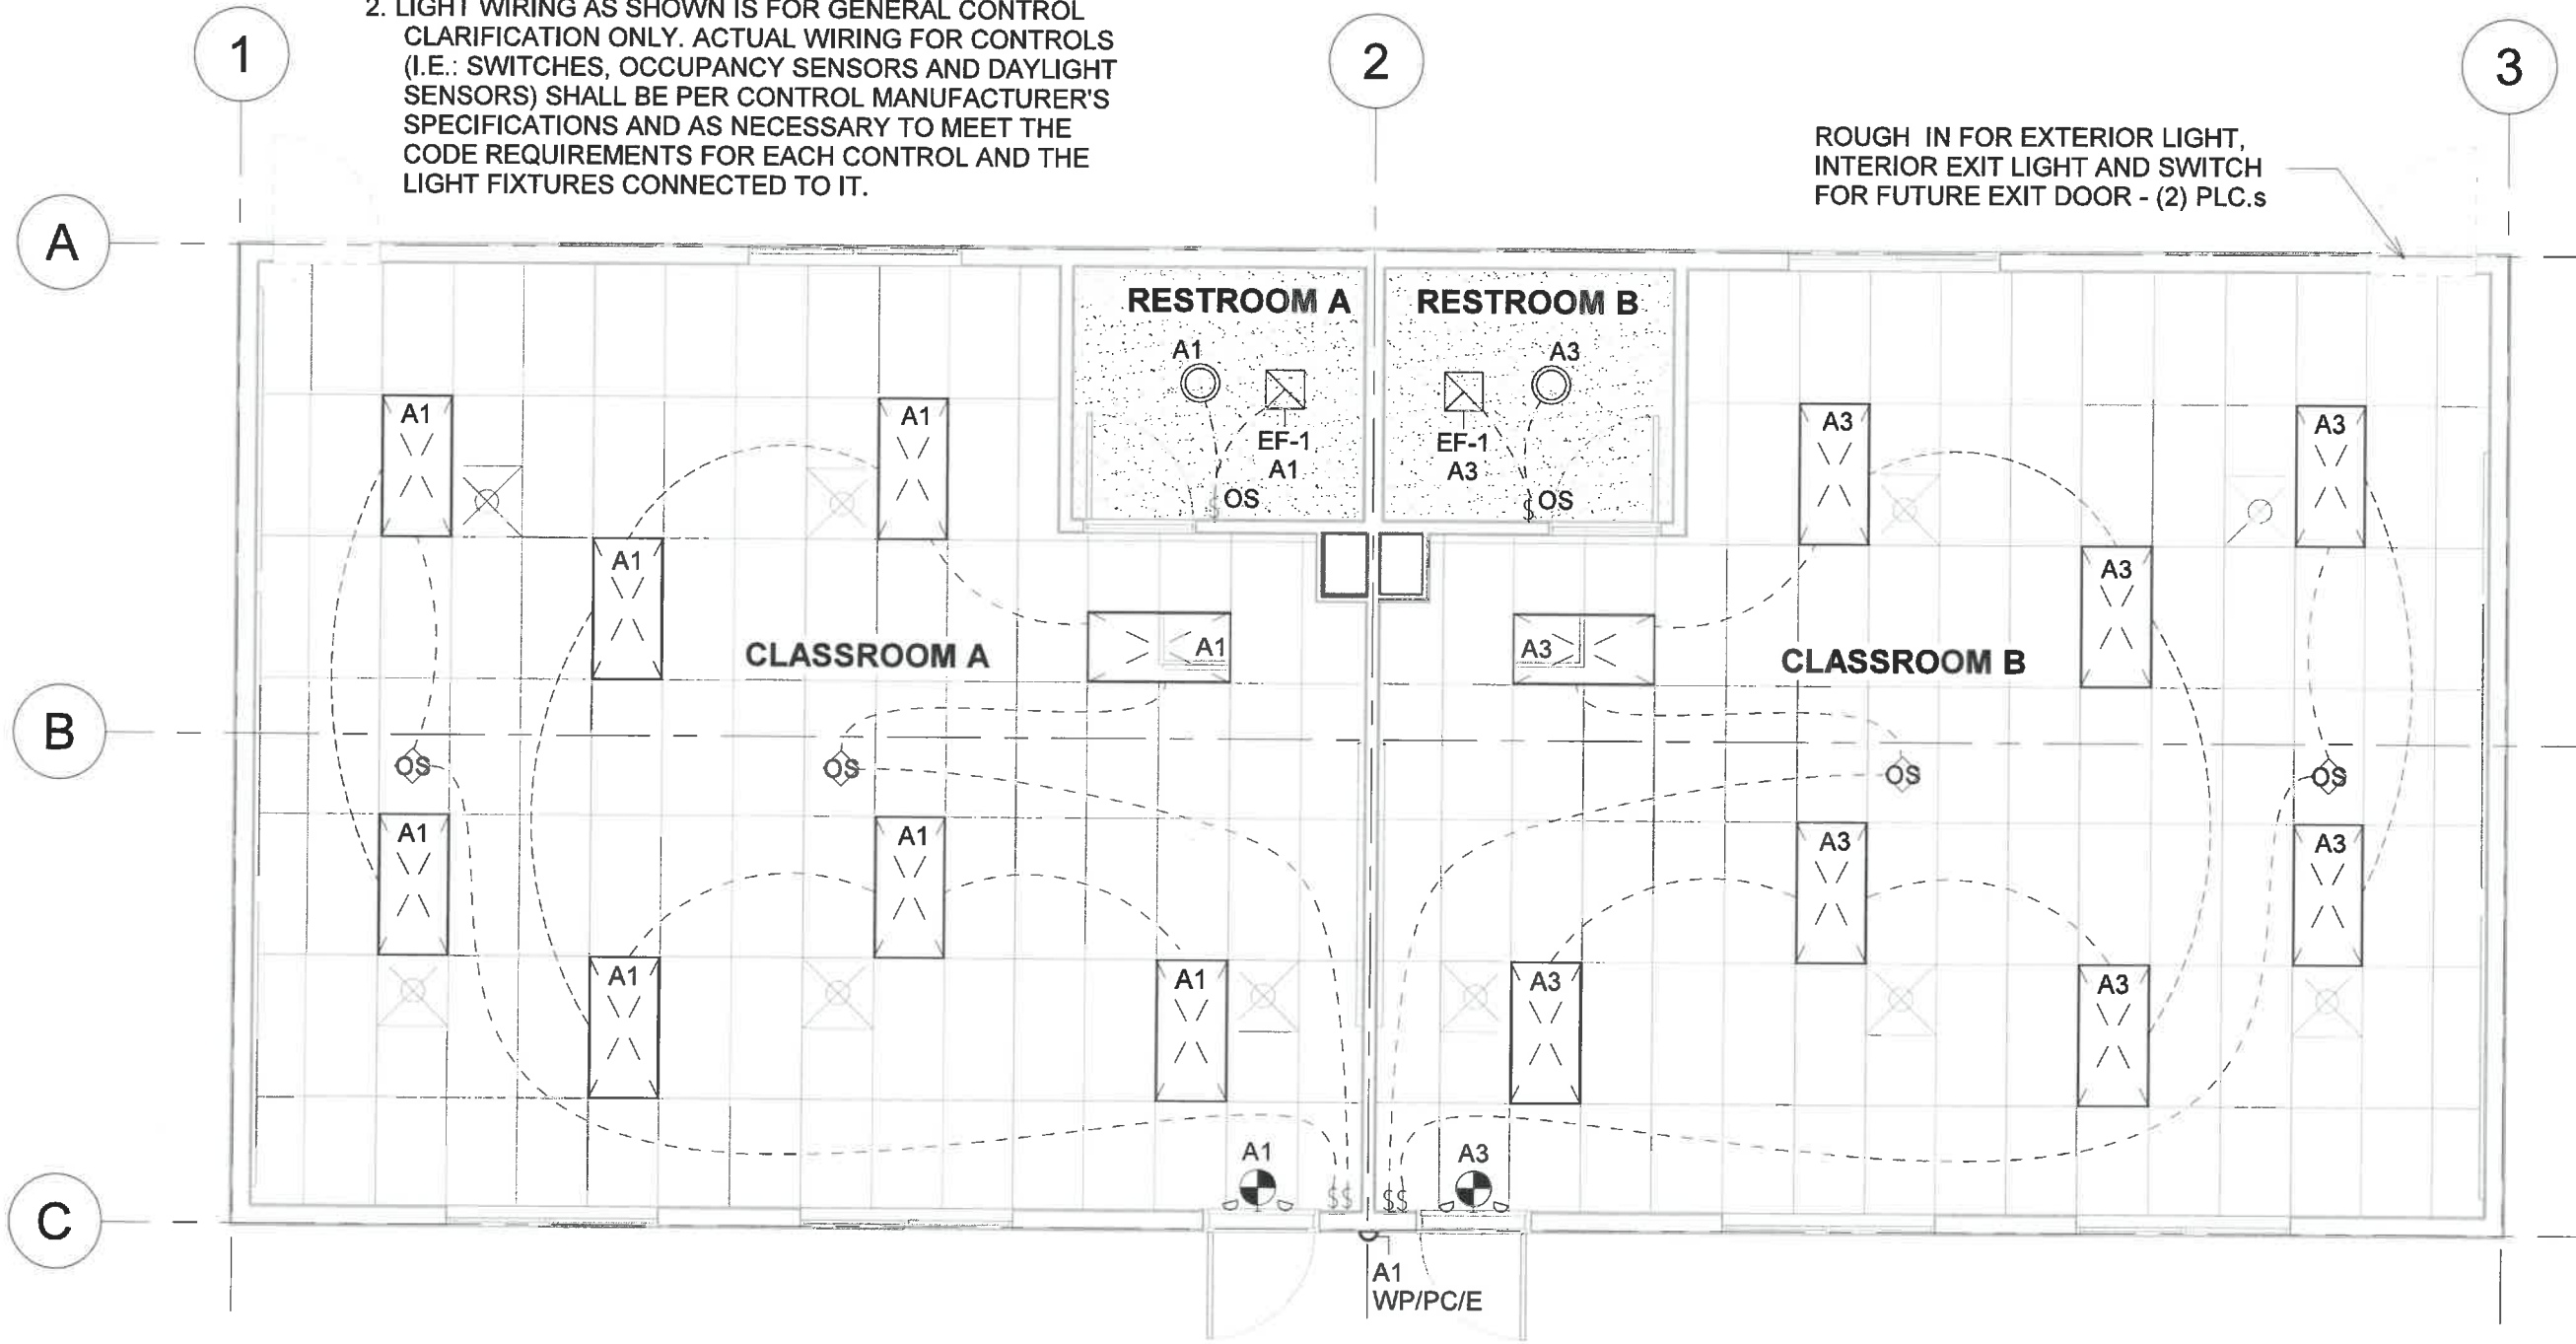 2. LIGHT WIRING AS SHOWN IS FOR GENERAL CONTROL
CLARIFICATION ONLY. ACTUAL WIRING FOR CONTROLS
(I.E.: SWITCHES, OCCUPANCY SENSORS AND DAYLIGHT
SENSORS) SHALL BE PER CONTROL MANUFACTURER'S
SPECIFICATIONS AND AS NECESSARY TO MEET THE
CODE REQUIREMENTS FOR EACH CONTROL AND THE
LIGHT FIXTURES CONNECTED TO IT.
1
2
3
ROUGH IN FOR EXTERIOR LIGHT,
INTERIOR EXIT LIGHT AND SWITCH
FOR FUTURE EXIT DOOR - (2) PLC.s
A
RESTROOM A
RESTROOM B
A1
A3
A1
A1
A3
A3
EF-1
A1
EF-1
A3
OS
$ OS
A1
A3
A1
A3
CLASSROOM A
CLASSROOM B
B
OS
OS
OS
OS
A1
A1
A3
A3
A1
A1
A3
A3
A1
A3
$$
$$
C
A1
WP/PC/E